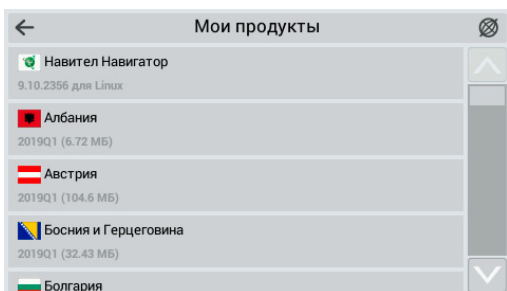 Мои продукты
Навител Навигатор
9.10.2356 для Linux
Албания
2019Q1 (6.72 МБ)
Австрия
2019Q1 (104.6 МБ)
Босния и Герцеговина
2019Q1 (32.43 МБ)
Болгария